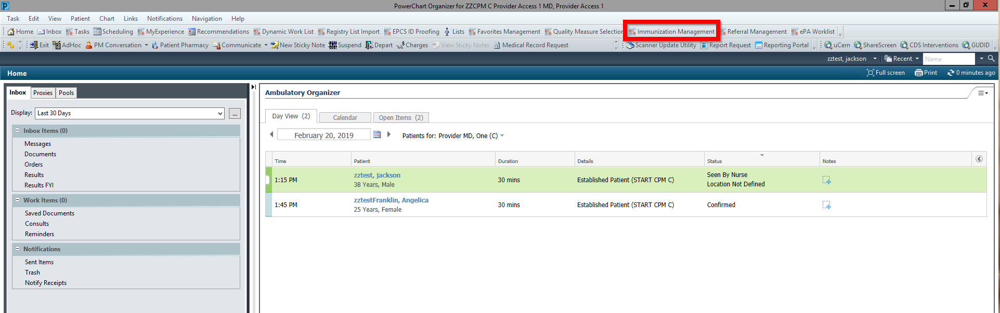 PowerChart Organizer for ZZCPM C Provider Access 1 MD, Provider Access 1
Task Edit View Patient Chart Links Notifications Navigation Help
Home Inbox Tasks Scheduling MyExperience Recommendations Dynamic Work List Registry List Import EPCS ID Proofing Lists Favorites Management Quality Measure Selection Immunization Management Referral Management ePA Worklist
Exit AdHoc PM Conversation Patient Pharmacy Communicate New Sticky Note Suspend Depart Charges View Sticky Notes Medical Record Request Scanner Update Utility Report Request Reporting Portal uCern ShareScreen CDS Interventions GUDID
zztest, jackson Recent Name
Home Full screen Print 0 minutes ago
Inbox Proxies Pools
Display: Last 30 Days ...
Inbox Items (0)
Messages
Documents
Orders
Results
Results FYI
Work Items (0)
Saved Documents
Consults
Reminders
Notifications
Sent Items
Trash
Notify Receipts
Ambulatory Organizer
Day View (2) Calendar Open Items (2)
February 20, 2019 Patients for: Provider MD, One (C)
Time Patient Duration Details Status Notes
1:15 PM zztest, jackson 30 mins Established Patient (START CPM C) Seen By Nurse
38 Years, Male Location Not Defined
1:45 PM zztestFranklin, Angelica 30 mins Established Patient (START CPM C) Confirmed
25 Years, Female